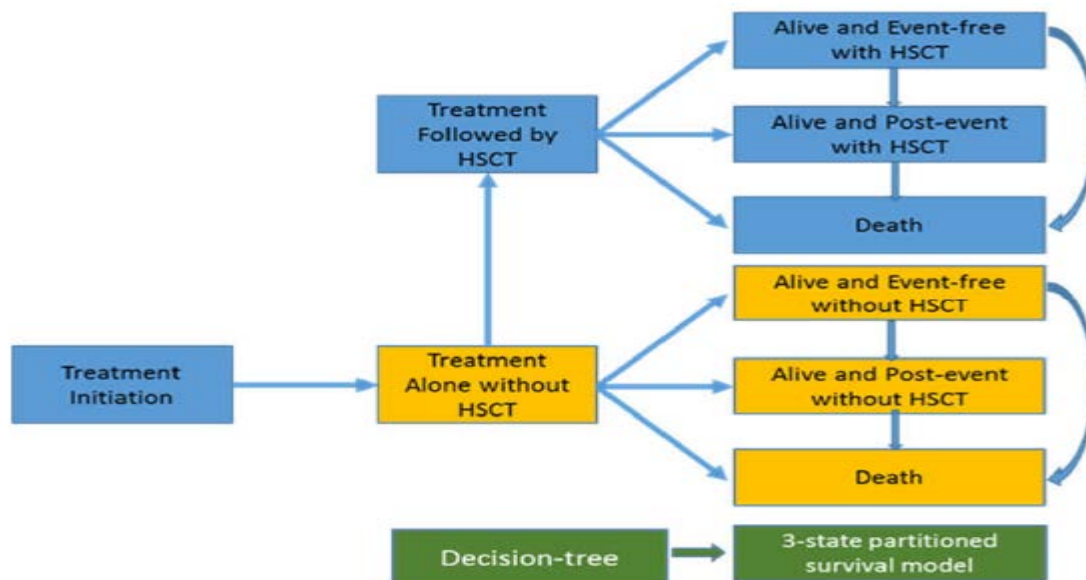 Alive and Event-free
with HSCT
Treatment
Followed by
HSCT
Alive and Post-event
with HSCT
Death
Alive and Event-free
without HSCT
Treatment
Initiation
Treatment
Alone without
HSCT
Alive and Post-event
without HSCT
Death
Decision-tree
3-state partitioned
survival model